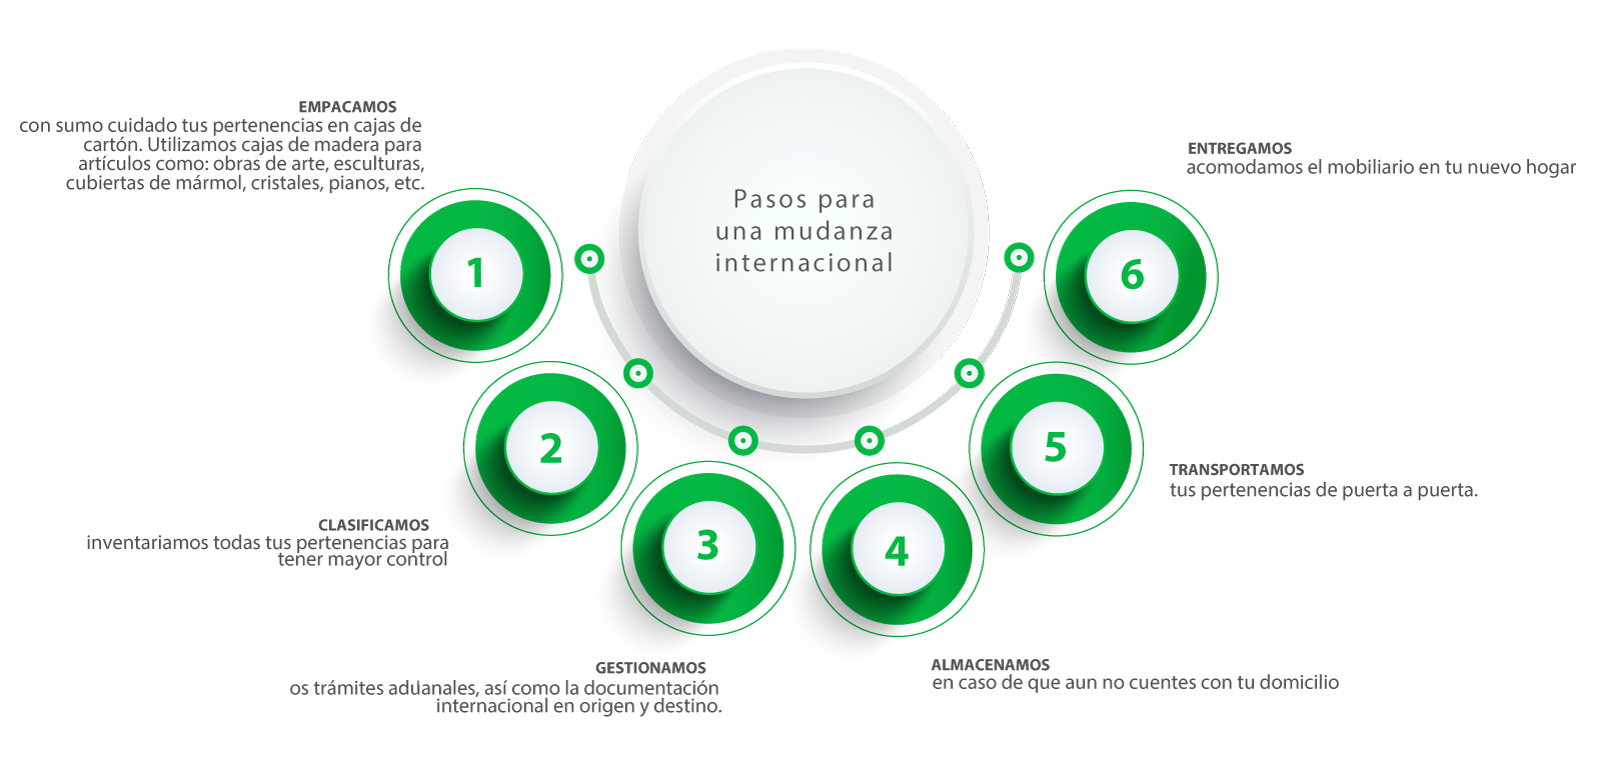 Pasos para
una mudanza
internacional
EMPACAMOS
con sumo cuidado tus pertenencias en cajas de
cartón. Utilizamos cajas de madera para
artículos como: obras de arte, esculturas,
cubiertas de mármol, cristales, pianos, etc.
1
CLASIFICAMOS
inventariamos todas tus pertenencias para
tener mayor control
2
GESTIONAMOS
os trámites aduanales, así como la documentación
internacional en origen y destino.
3
ALMACENAMOS
en caso de que aun no cuentes con tu domicilio
4
TRANSPORTAMOS
tus pertenencias de puerta a puerta.
5
ENTREGAMOS
acomodamos el mobiliario en tu nuevo hogar
6